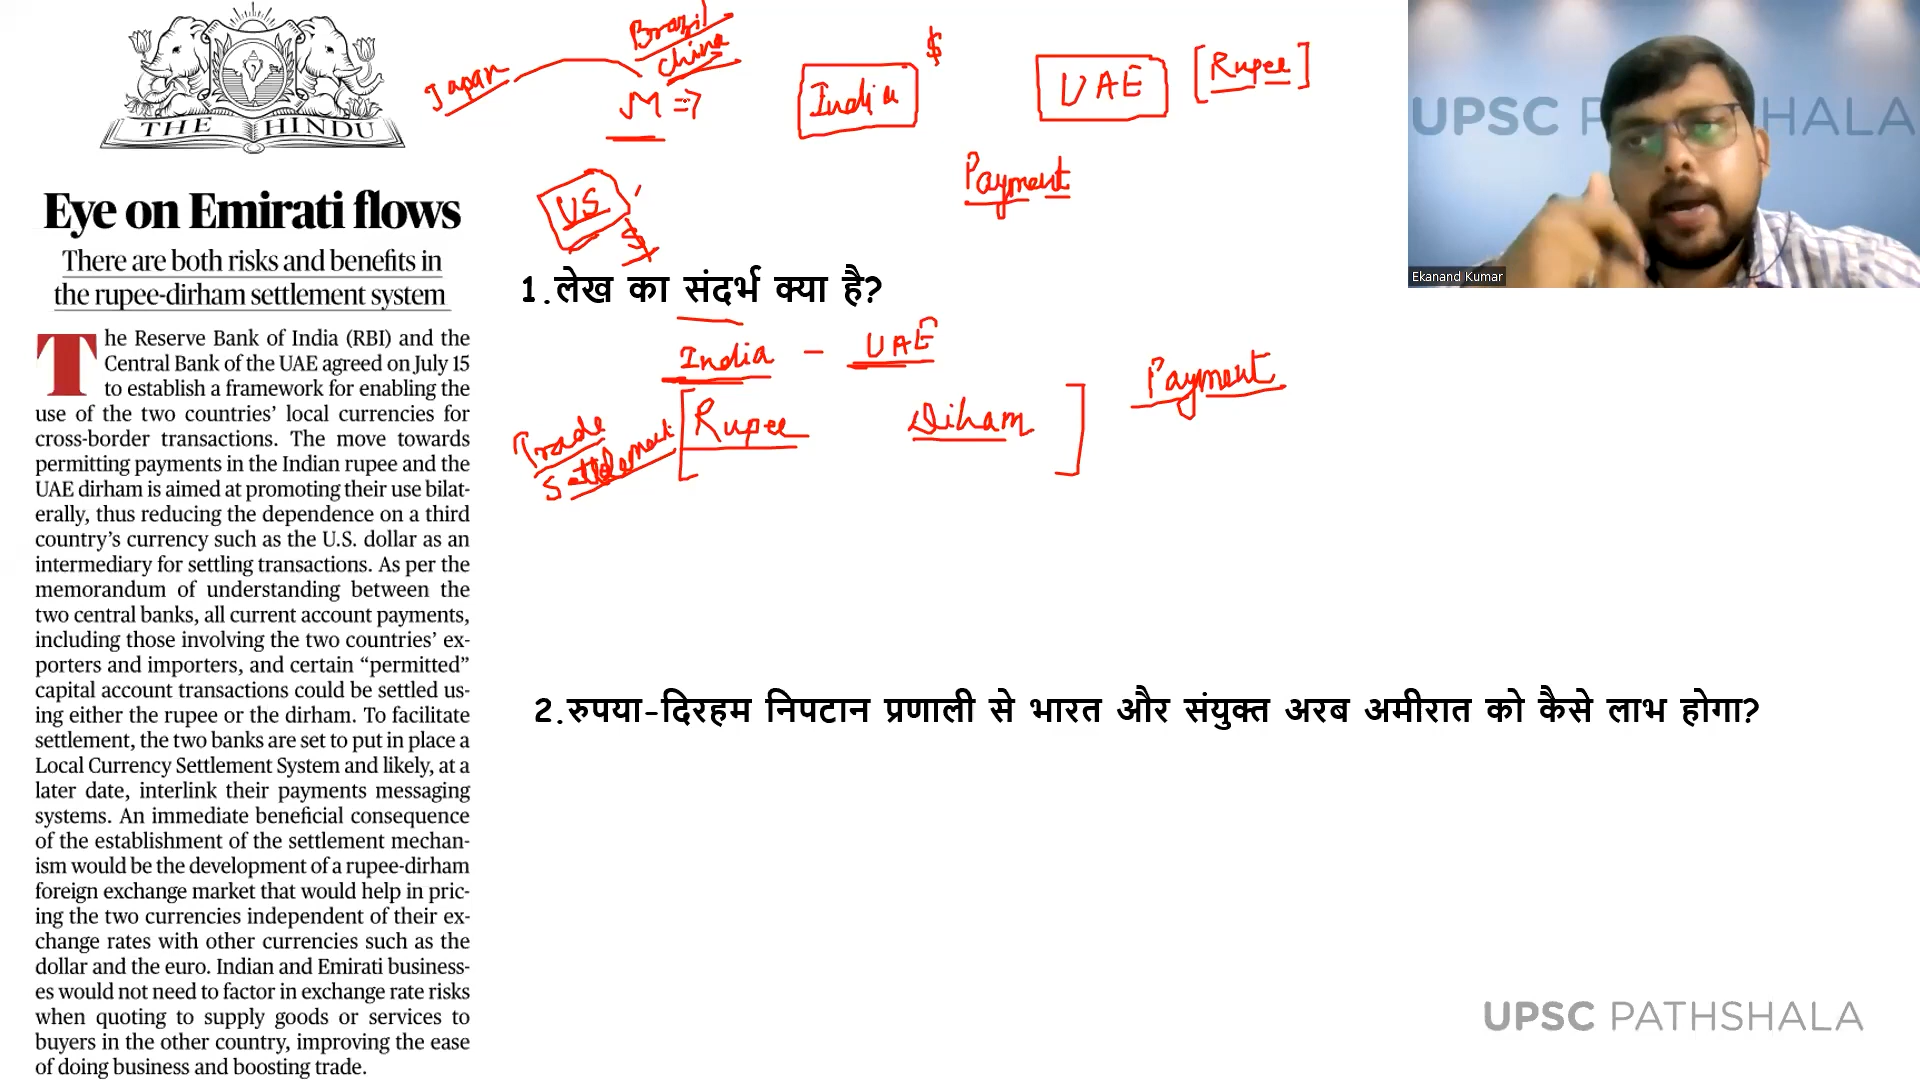 THE HINDU
Eye on Emirati flows
There are both risks and benefits in
the rupee-dirham settlement system
The Reserve Bank of India (RBI) and the
Central Bank of the UAE agreed on July 15
to establish a framework for enabling the
use of the two countries' local currencies for
cross-border transactions. The move towards
permitting payments in the Indian rupee and the
UAE dirham is aimed at promoting their use bilat-
erally, thus reducing the dependence on a third
country's currency such as the U.S. dollar as an
intermediary for settling transactions. As per the
memorandum of understanding between the
two central banks, all current account payments,
including those involving the two countries' ex-
porters and importers, and certain “permitted”
capital account transactions could be settled us-
ing either the rupee or the dirham. To facilitate
settlement, the two banks are set to put in place a
Local Currency Settlement System and likely, at a
later date, interlink their payments messaging
systems. An immediate beneficial consequence
of the establishment of the settlement mechan-
ism would be the development of a rupee-dirham
foreign exchange market that would help in pric-
ing the two currencies independent of their ex-
change rates with other currencies such as the
dollar and the euro. Indian and Emirati business-
es would not need to factor in exchange rate risks
when quoting to supply goods or services to
buyers in the other country, improving the ease
of doing business and boosting trade.
Brazil
Japan China
M => India $ UAE [Rupee]
Payment
US
$
1.लेख का संदर्भ क्या है?
India - UAE
Payment
Trade Settlement [Rupee Diham]
2.रुपया-दिरहम निपटान प्रणाली से भारत और संयुक्त अरब अमीरात को कैसे लाभ होगा?
UPSC P HALA
Ekanand Kumar
UPSC PATHSHALA